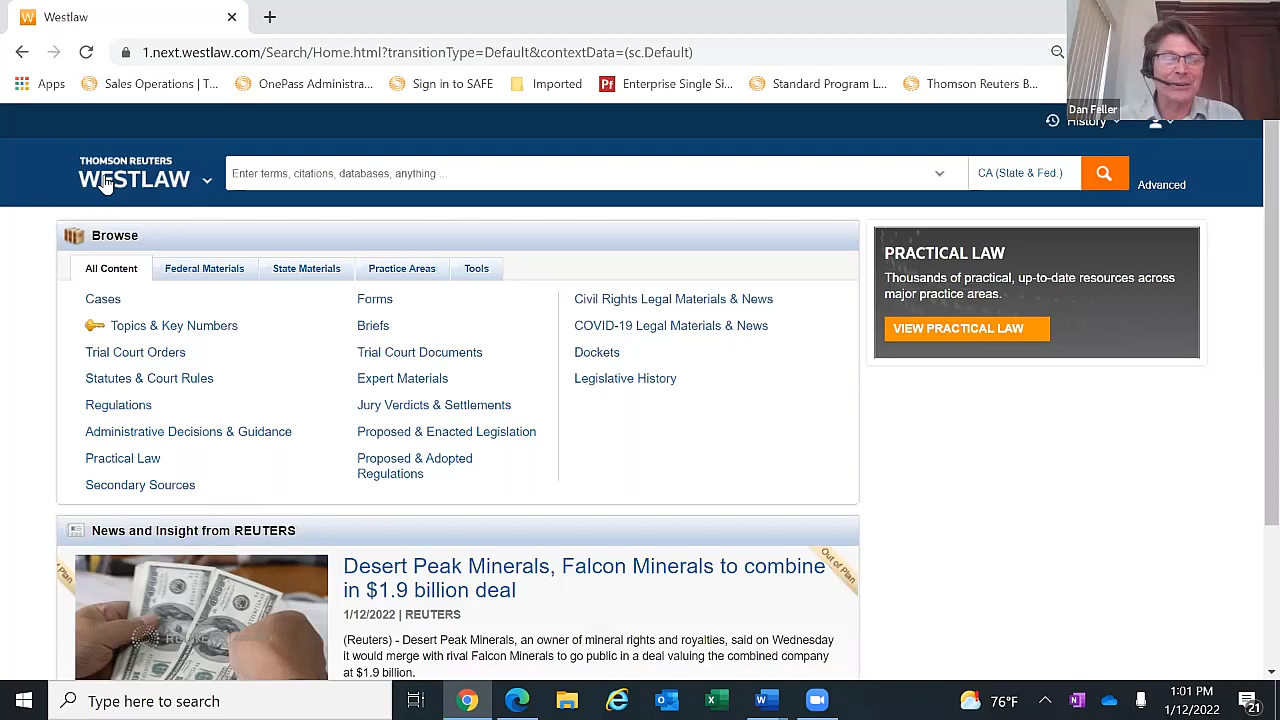 Westlaw
1.next.westlaw.com/Search/Home.html?transitionType=Default&contextData=(sc.Default)
Apps
Sales Operations | T...
OnePass Administra...
Sign in to SABE
Imported
Enterprise Single Si...
Standard Program L...
Thomson Reuters B...
Dan Feller
History
THOMSON REUTERS
WESTLAW
Enter terms, citations, databases, anything ...
CA (State & Fed.)
Advanced
Browse
All Content
Federal Materials
State Materials
Practice Areas
Tools
Cases
Topics & Key Numbers
Trial Court Orders
Statutes & Court Rules
Regulations
Administrative Decisions & Guidance
Practical Law
Secondary Sources
Forms
Briefs
Trial Court Documents
Expert Materials
Jury Verdicts & Settlements
Proposed & Enacted Legislation
Proposed & Adopted
Regulations
Civil Rights Legal Materials & News
COVID-19 Legal Materials & News
Dockets
Legislative History
PRACTICAL LAW
Thousands of practical, up-to-date resources across
major practice areas.
VIEW PRACTICAL LAW
News and Insight from REUTERS
Desert Peak Minerals, Falcon Minerals to combine
in $1.9 billion deal
1/12/2022 | REUTERS
(Reuters) - Desert Peak Minerals, an owner of mineral rights and royalties, said on Wednesday
it would merge with rival Falcon Minerals to go public in a deal valuing the combined company
at $1.9 billion.
Out of Plan
Type here to search
76°F
1:01 PM
1/12/2022
21